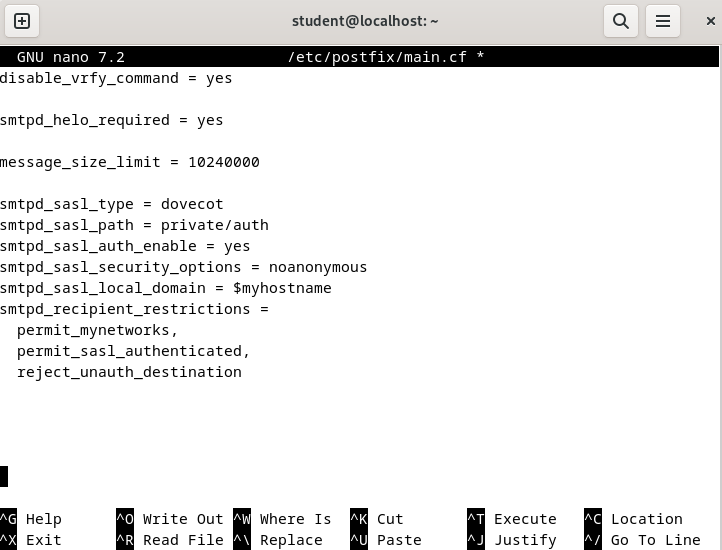 student@localhost: ~
GNU nano 7.2 /etc/postfix/main.cf *
disable_vrfy_command = yes
smtpd_helo_required = yes
message_size_limit = 10240000
smtpd_sasl_type = dovecot
smtpd_sasl_path = private/auth
smtpd_sasl_auth_enable = yes
smtpd_sasl_security_options = noanonymous
smtpd_sasl_local_domain = $myhostname
smtpd_recipient_restrictions =
  permit_mynetworks,
  permit_sasl_authenticated,
  reject_unauth_destination
^G Help ^O Write Out ^W Where Is ^K Cut ^T Execute ^C Location
^X Exit ^R Read File ^\ Replace ^U Paste ^J Justify ^/ Go To Line